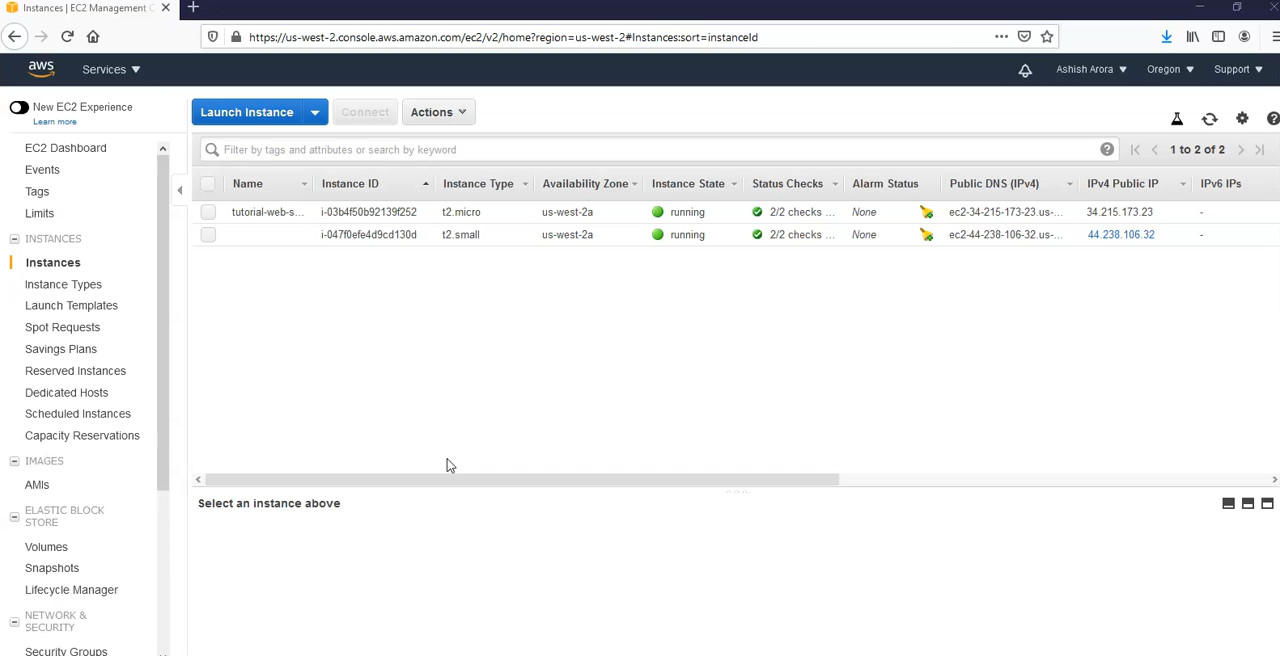 Instances | EC2 Management C
https://us-west-2.console.aws.amazon.com/ec2/v2/home?region=us-west-2#Instances:sort=instanceId
aws Services Ashish Arora Oregon Support
New EC2 Experience
Learn more
EC2 Dashboard
Events
Tags
Limits
INSTANCES
Instances
Instance Types
Launch Templates
Spot Requests
Savings Plans
Reserved Instances
Dedicated Hosts
Scheduled Instances
Capacity Reservations
IMAGES
AMIs
ELASTIC BLOCK
STORE
Volumes
Snapshots
Lifecycle Manager
NETWORK &
SECURITY
Security Groups
Launch Instance Connect Actions
Filter by tags and attributes or search by keyword 1 to 2 of 2
Name Instance ID Instance Type Availability Zone Instance State Status Checks Alarm Status Public DNS (IPv4) IPv4 Public IP IPv6 IPs
tutorial-web-s... i-03b4f50b92139f252 t2.micro us-west-2a running 2/2 checks ... None ec2-34-215-173-23.us-... 34.215.173.23 -
i-047f0efe4d9cd130d t2.small us-west-2a running 2/2 checks ... None ec2-44-238-106-32.us-... 44.238.106.32 -
Select an instance above